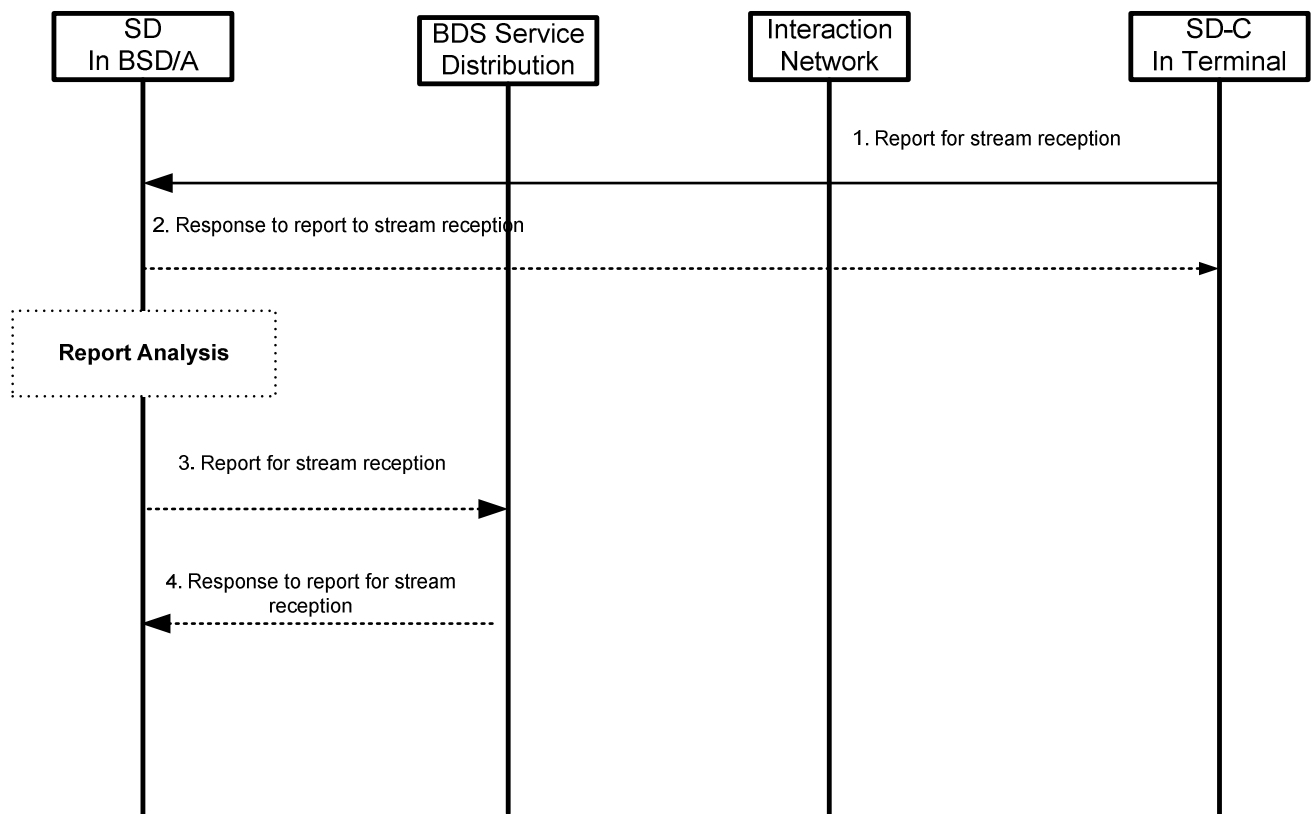 SD
In BSD/A
BDS Service
Distribution
Interaction
Network
SD-C
In Terminal
1. Report for stream reception
2. Response to report to stream reception
Report Analysis
3. Report for stream reception
4. Response to report for stream
reception